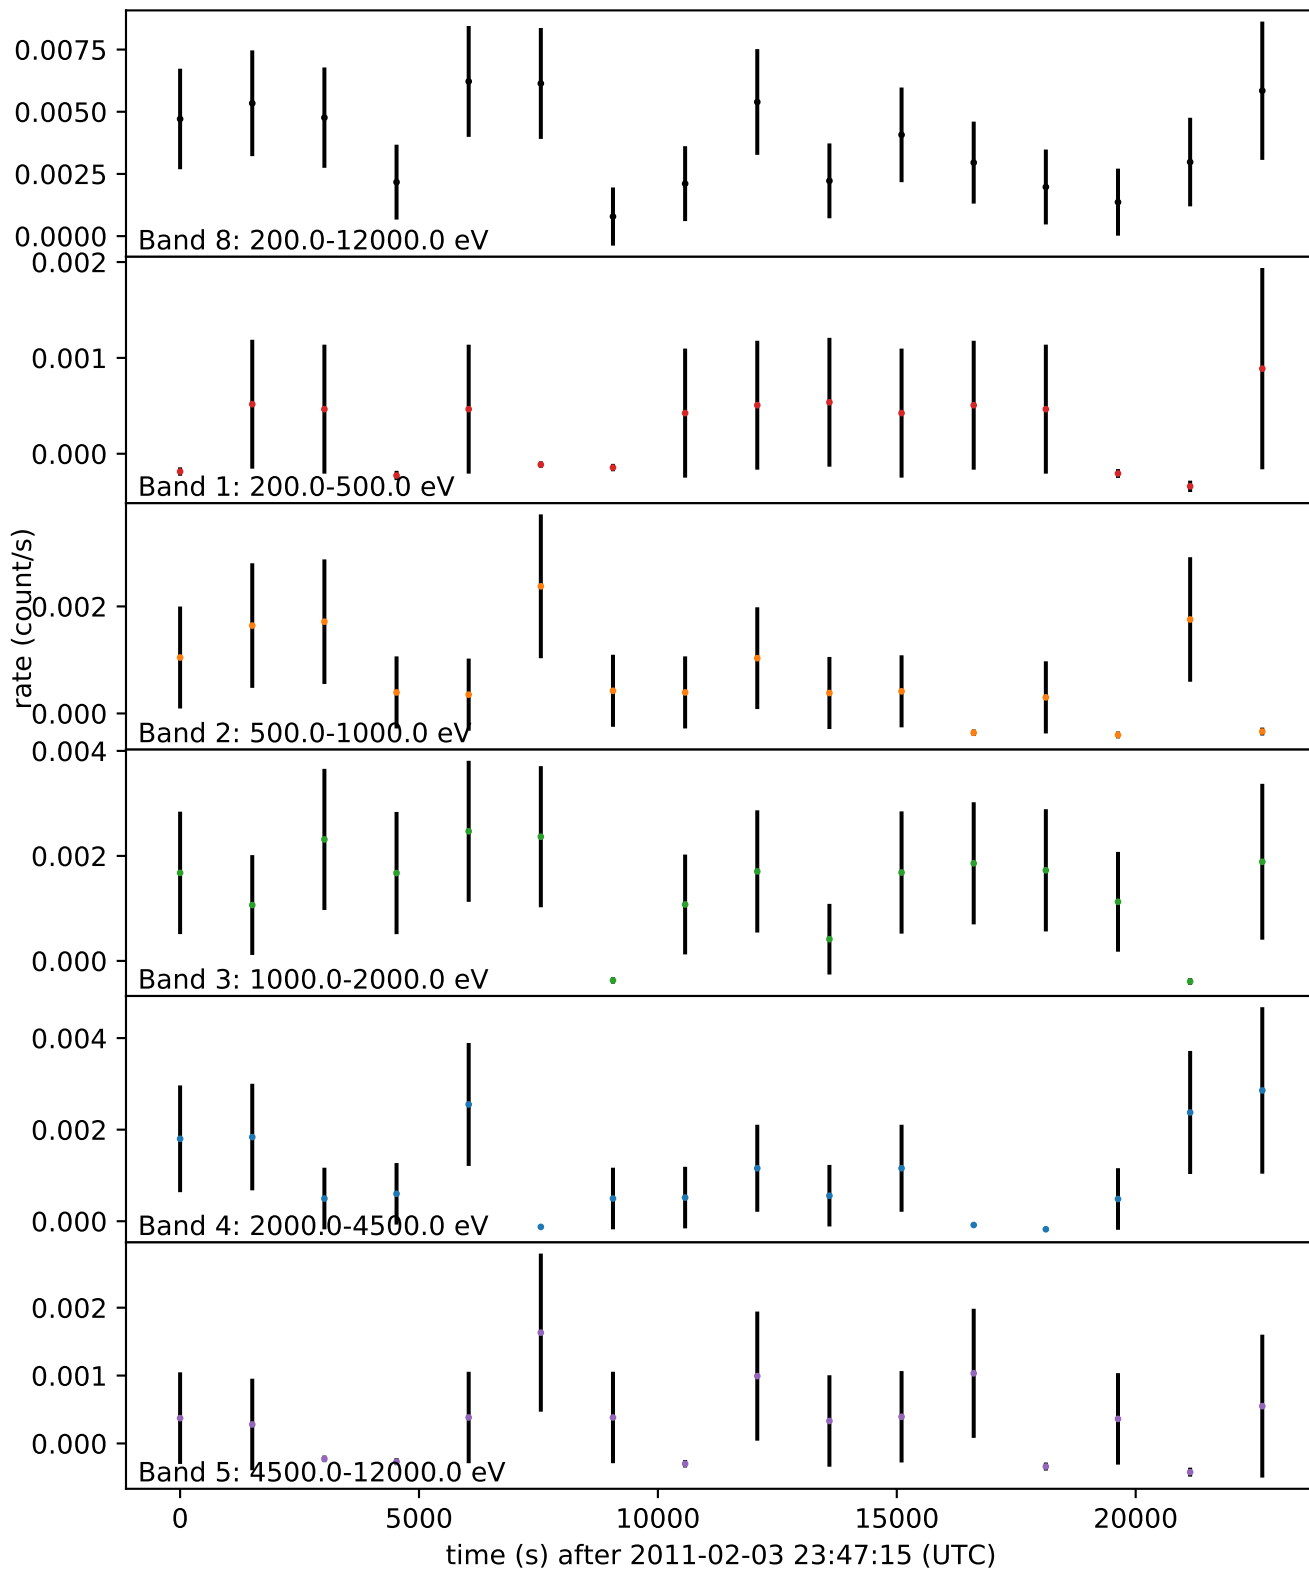 0.0075
0.0050
0.0025
0.0000
Band 8: 200.0-12000.0 eV
0.002
0.001
0.000
Band 1: 200.0-500.0 eV
rate (count/s)
0.002
0.000
Band 2: 500.0-1000.0 eV
0.004
0.002
0.000
Band 3: 1000.0-2000.0 eV
0.004
0.002
0.000
Band 4: 2000.0-4500.0 eV
0.002
0.001
0.000
Band 5: 4500.0-12000.0 eV
0 5000 10000 15000 20000
time (s) after 2011-02-03 23:47:15 (UTC)